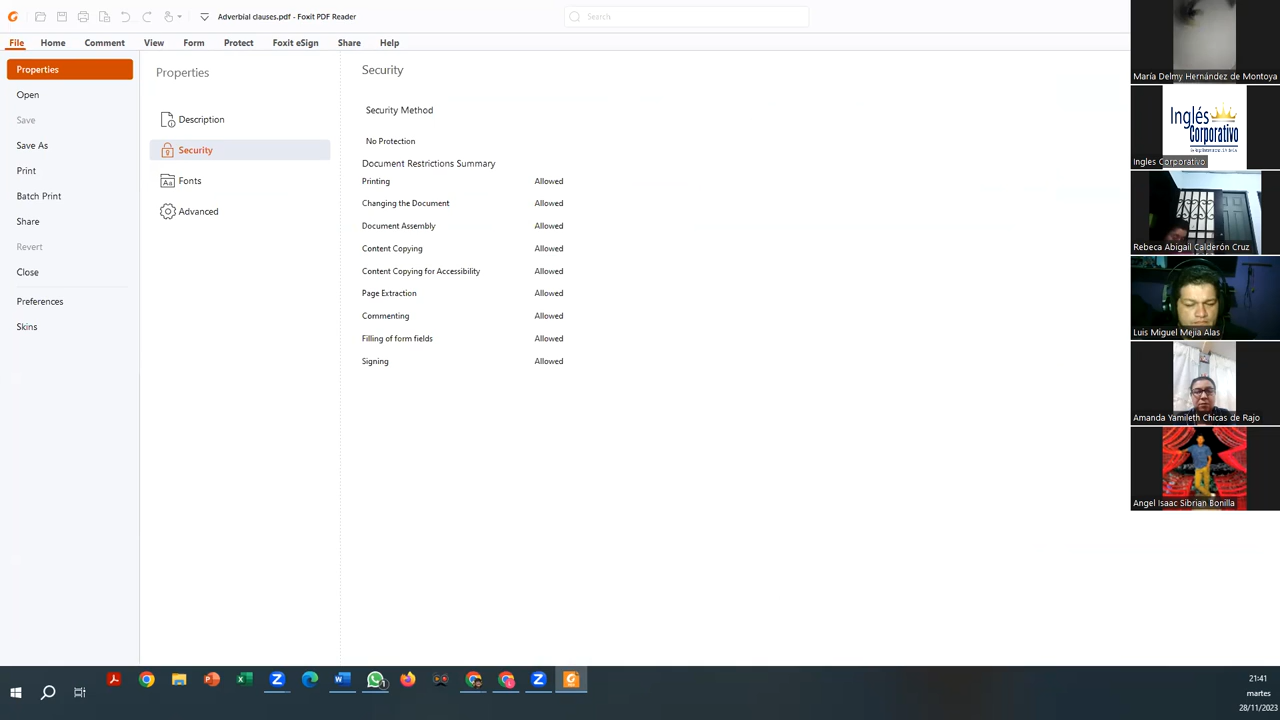 Adverbial clauses.pdf - Foxit PDF Reader
Search
File
Home
Comment
View
Form
Protect
Foxit eSign
Share
Help
Properties
Open
Save
Save As
Print
Batch Print
Share
Revert
Close
Preferences
Skins
Properties
Description
Security
Fonts
Advanced
Security
Security Method
No Protection
Document Restrictions Summary
Printing Allowed
Changing the Document Allowed
Document Assembly Allowed
Content Copying Allowed
Content Copying for Accessibility Allowed
Page Extraction Allowed
Commenting Allowed
Filling of form fields Allowed
Signing Allowed
María Delmy Hernández de Montoya
Inglés
Corporativo
Ingles Corporativo
Rebeca Abigail Calderón Cruz
Luis Miguel Mejia Alas
Amanda Yamileth Chicas de Rajo
Angel Isaac Sibrian Bonilla
21:41
martes
28/11/2023